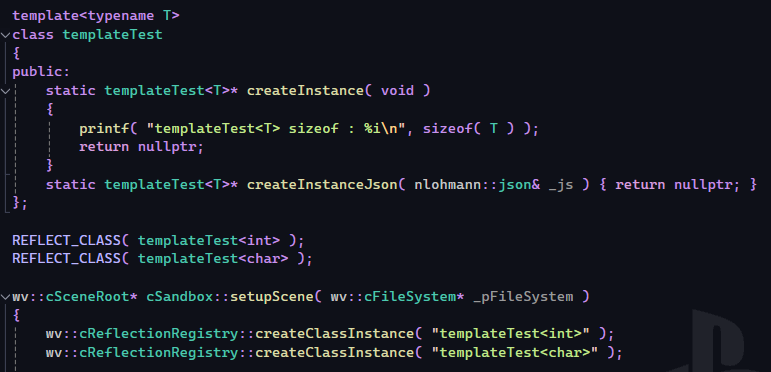 template<typename T>
class templateTest
{
public:
    static templateTest<T>* createInstance( void )
    {
        printf( "templateTest<T> sizeof : %i\n", sizeof( T ) );
        return nullptr;
    }
    static templateTest<T>* createInstanceJson( nlohmann::json& _js ) { return nullptr; }
};
REFLECT_CLASS( templateTest<int> );
REFLECT_CLASS( templateTest<char> );
wv::cSceneRoot* cSandbox::setupScene( wv::cFileSystem* _pFileSystem )
{
    wv::cReflectionRegistry::createClassInstance( "templateTest<int>" );
    wv::cReflectionRegistry::createClassInstance( "templateTest<char>" );